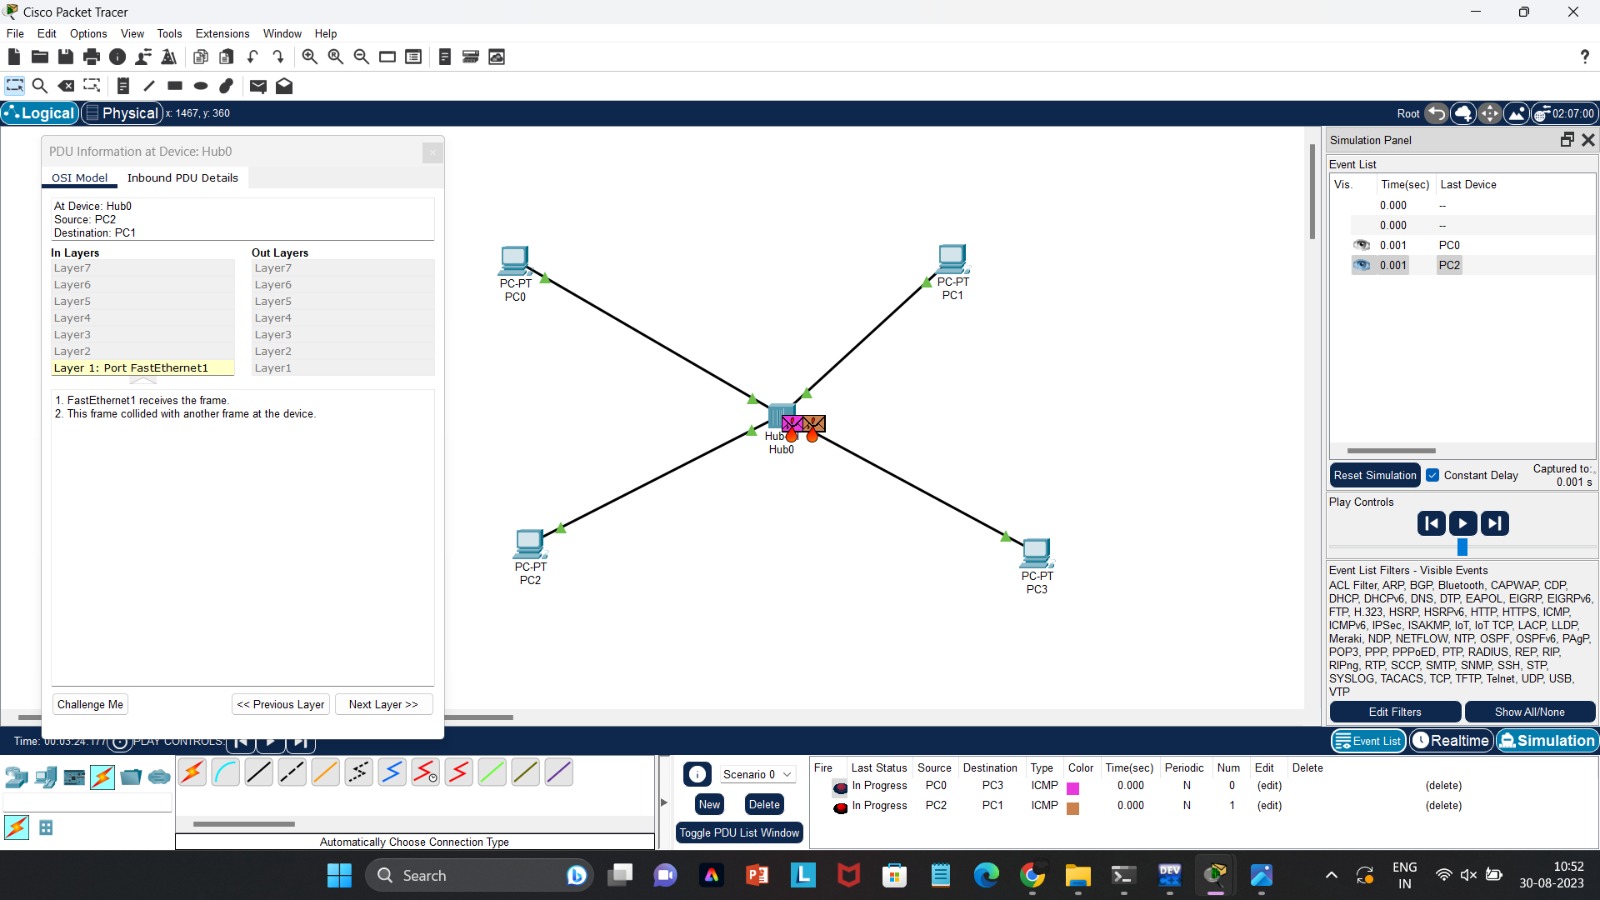 Cisco Packet Tracer
File Edit Options View Tools Extensions Window Help
?
Logical Physical x: 1467, y: 360
Root 02:07:00
PDU Information at Device: Hub0
OSI Model Inbound PDU Details
At Device: Hub0
Source: PC2
Destination: PC1
In Layers Out Layers
Layer7 Layer7
Layer6 Layer6
Layer5 Layer5
Layer4 Layer4
Layer3 Layer3
Layer2 Layer2
Layer 1: Port FastEthernet1 Layer1
1. FastEthernet1 receives the frame.
2. This frame collided with another frame at the device.
Challenge Me << Previous Layer Next Layer >>
PC-PT
PC0
PC-PT
PC1
Hub0
PC-PT
PC2
PC-PT
PC3
Simulation Panel
Event List
Vis. Time(sec) Last Device
0.000 --
0.000 --
0.001 PC0
0.001 PC2
Reset Simulation Constant Delay Captured to:
0.001 s
Play Controls
Event List Filters - Visible Events
ACL Filter, ARP, BGP, Bluetooth, CAPWAP, CDP,
DHCP, DHCPv6, DNS, DTP, EAPOL, EIGRP, EIGRPv6,
FTP, H.323, HSRP, HSRPv6, HTTP, HTTPS, ICMP,
ICMPv6, IPSec, ISAKMP, IoT, IoT TCP, LACP, LLDP,
Meraki, NDP, NETFLOW, NTP, OSPF, OSPFv6, PAgP,
POP3, PPP, PPPoED, PTP, RADIUS, REP, RIP,
RIPng, RTP, SCCP, SMTP, SNMP, SSH, STP,
SYSLOG, TACACS, TCP, TFTP, Telnet, UDP, USB,
VTP
Edit Filters Show All/None
Time: 00:03:24.177 PLAY CONTROLS:
Event List Realtime Simulation
Automatically Choose Connection Type
Scenario 0
New Delete
Toggle PDU List Window
Fire Last Status Source Destination Type Color Time(sec) Periodic Num Edit Delete
In Progress PC0 PC3 ICMP 0.000 N 0 (edit) (delete)
In Progress PC2 PC1 ICMP 0.000 N 1 (edit) (delete)
Search
DEV
ENG
IN
10:52
30-08-2023